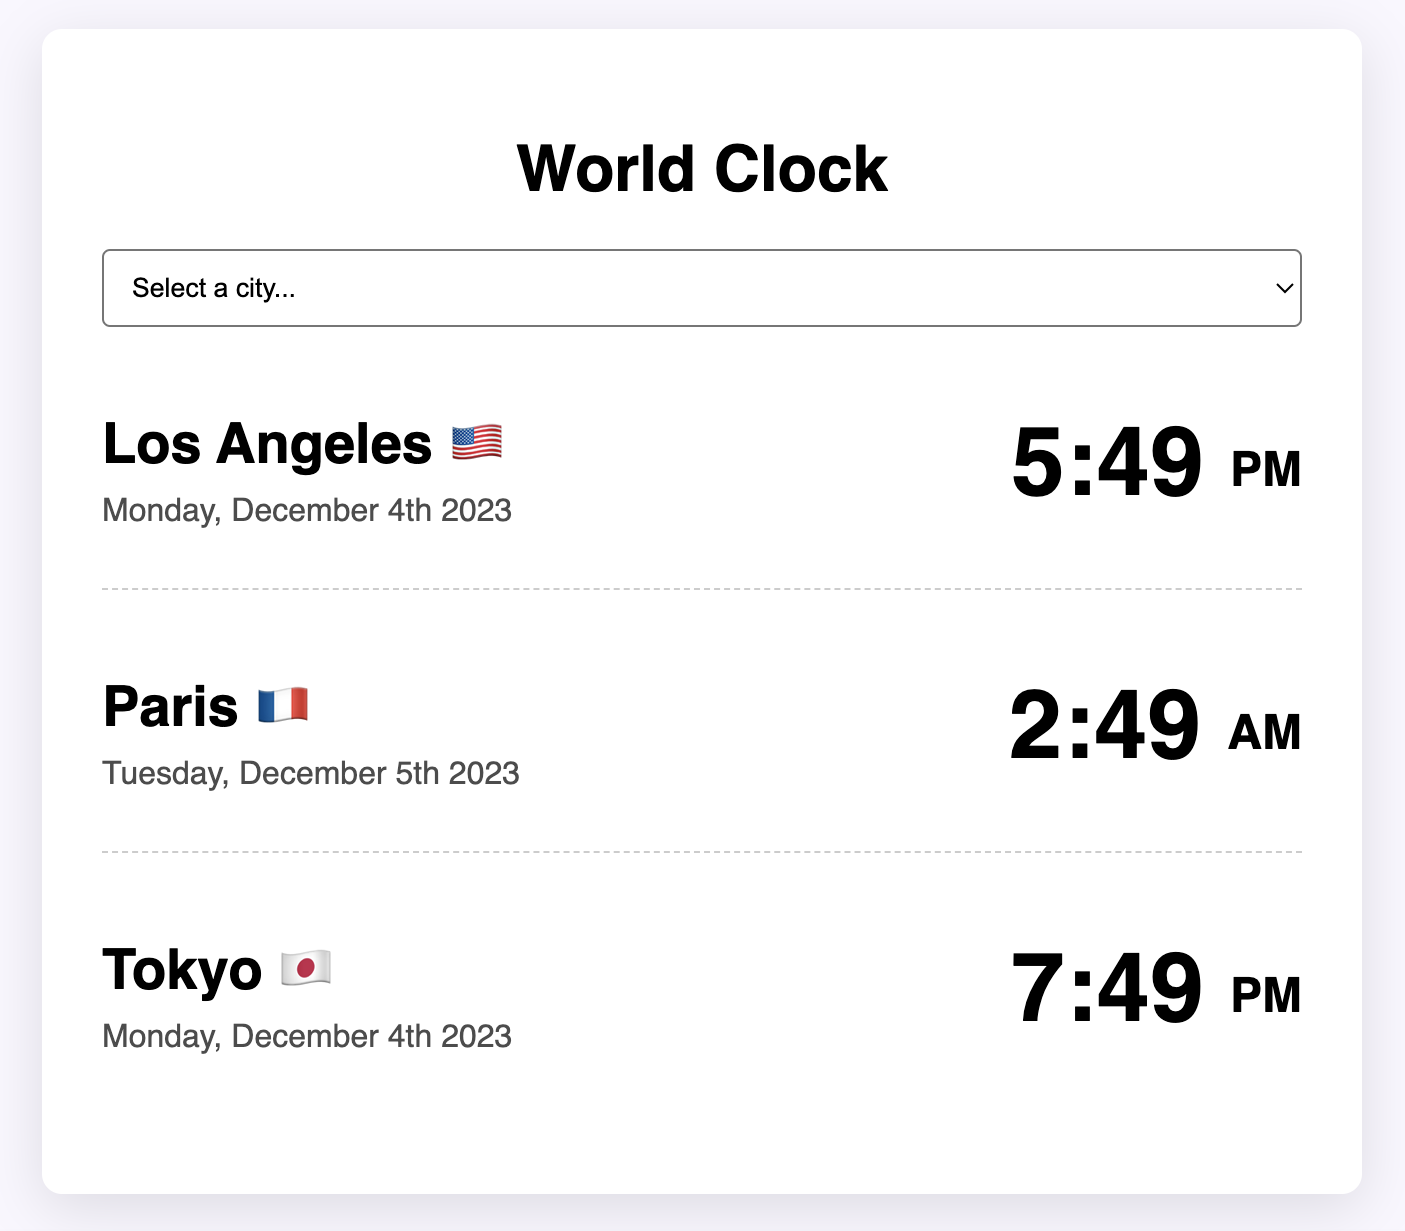 World Clock
Select a city...
Los Angeles 🇺🇸
5:49 PM
Monday, December 4th 2023
Paris 🇫🇷
2:49 AM
Tuesday, December 5th 2023
Tokyo 🇯🇵
7:49 PM
Monday, December 4th 2023